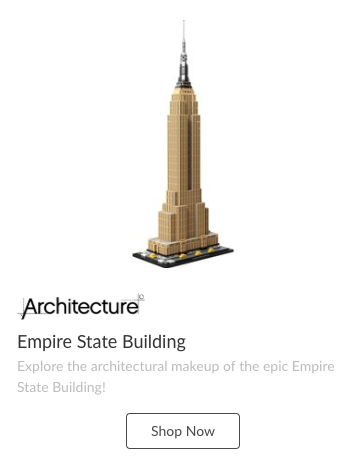 Architecture
Empire State Building
Explore the architectural makeup of the epic Empire
State Building!
Shop Now